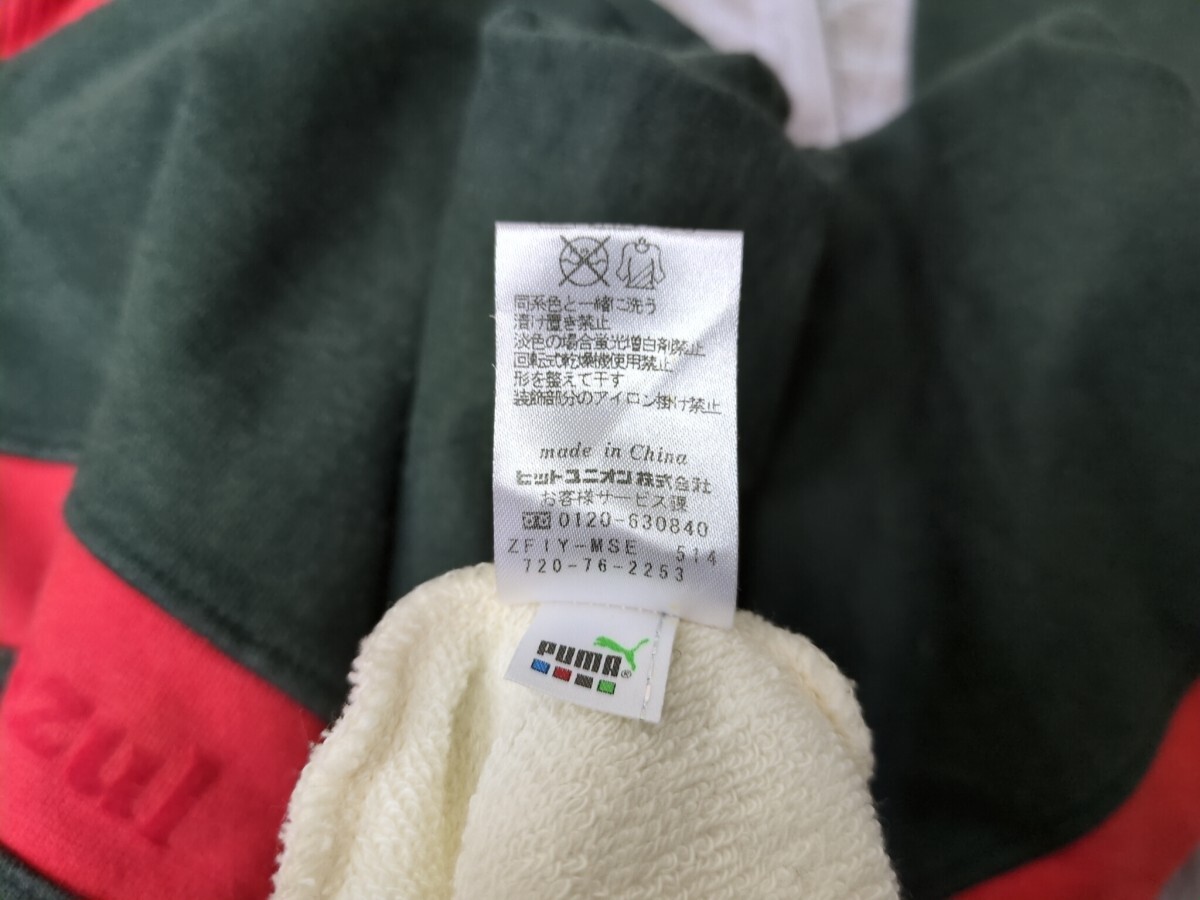 同系色と一緒に洗う
漬け置き禁止
淡色の場合蛍光増白剤禁止
回転式乾燥機使用禁止
形を整えて干す
装飾部分のアイロン掛け禁止
made in China
ヒットユニオン株式会社
お客様サービス課
0120-630840
ZFIY-MSE 514
720-76-2253
PUMA®